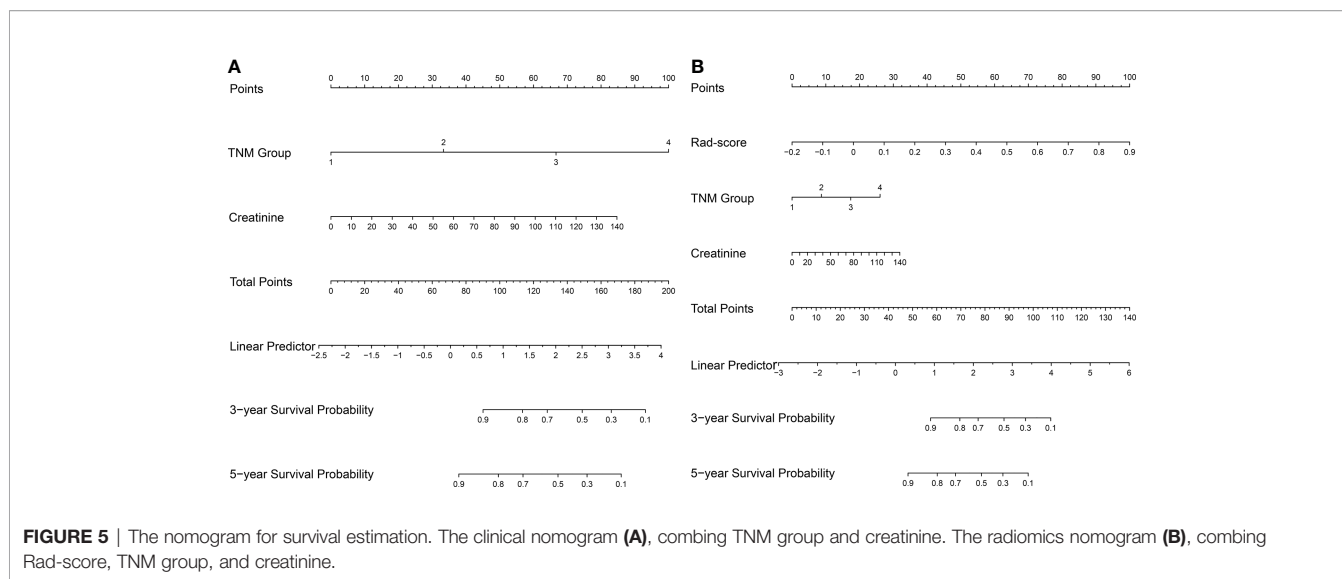 A
Points
0 10 20 30 40 50 60 70 80 90 100
TNM Group
2 4
1 3
Creatinine
0 10 20 30 40 50 60 70 80 90 100 110 120 130 140
Total Points
0 20 40 60 80 100 120 140 160 180 200
Linear Predictor
−2.5 −2 −1.5 −1 −0.5 0 0.5 1 1.5 2 2.5 3 3.5 4
3−year Survival Probability
0.9 0.8 0.7 0.5 0.3 0.1
5−year Survival Probability
0.9 0.8 0.7 0.5 0.3 0.1
B
Points
0 10 20 30 40 50 60 70 80 90 100
Rad-score
-0.2 -0.1 0 0.1 0.2 0.3 0.4 0.5 0.6 0.7 0.8 0.9
TNM Group
2 4
1 3
Creatinine
0 20 50 80 110 140
Total Points
0 10 20 30 40 50 60 70 80 90 100 110 120 130 140
Linear Predictor
−3 −2 −1 0 1 2 3 4 5 6
3−year Survival Probability
0.9 0.8 0.7 0.5 0.3 0.1
5−year Survival Probability
0.9 0.8 0.7 0.5 0.3 0.1
FIGURE 5 | The nomogram for survival estimation. The clinical nomogram (A), combing TNM group and creatinine. The radiomics nomogram (B), combing
Rad-score, TNM group, and creatinine.